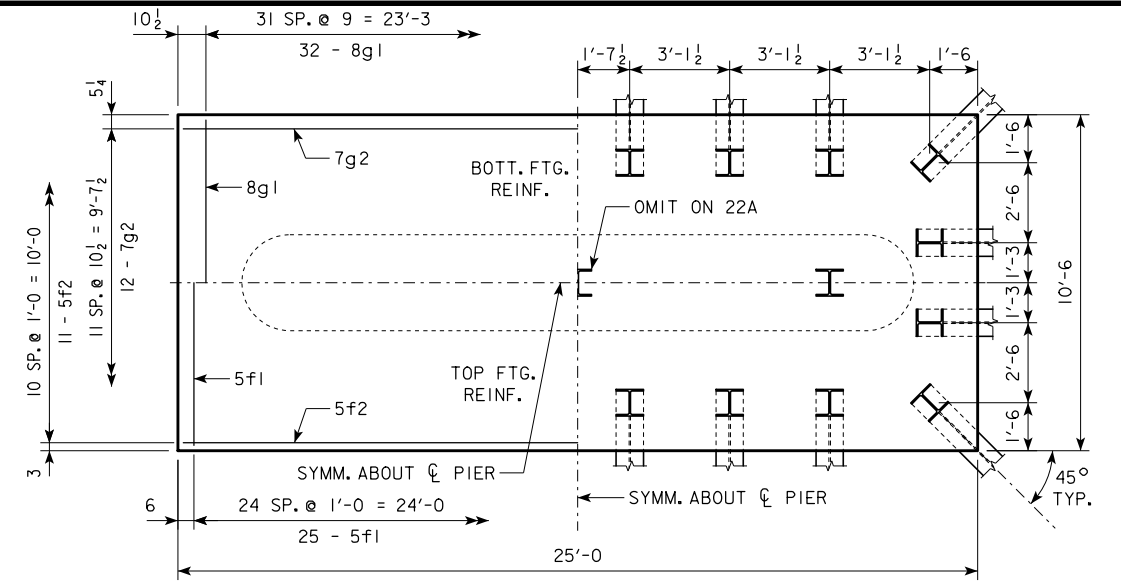 10½
31 SP. @ 9 = 23'-3
32 - 8g1
1'-7½
3'-1½
3'-1½
3'-1½
1'-6
5¼
7g2
8g1
BOTT. FTG.
REINF.
OMIT ON 22A
10 SP. @ 1'-0 = 10'-0
11 - 5f2
11 SP. @ 10½ = 9'-7½
12 - 7g2
1'-6
2'-6
1'-3
1'-3
2'-6
1'-6
10'-6
5f1
TOP FTG.
REINF.
5f2
3
SYMM. ABOUT ℄ PIER
SYMM. ABOUT ℄ PIER
45°
TYP.
6
24 SP. @ 1'-0 = 24'-0
25 - 5f1
25'-0